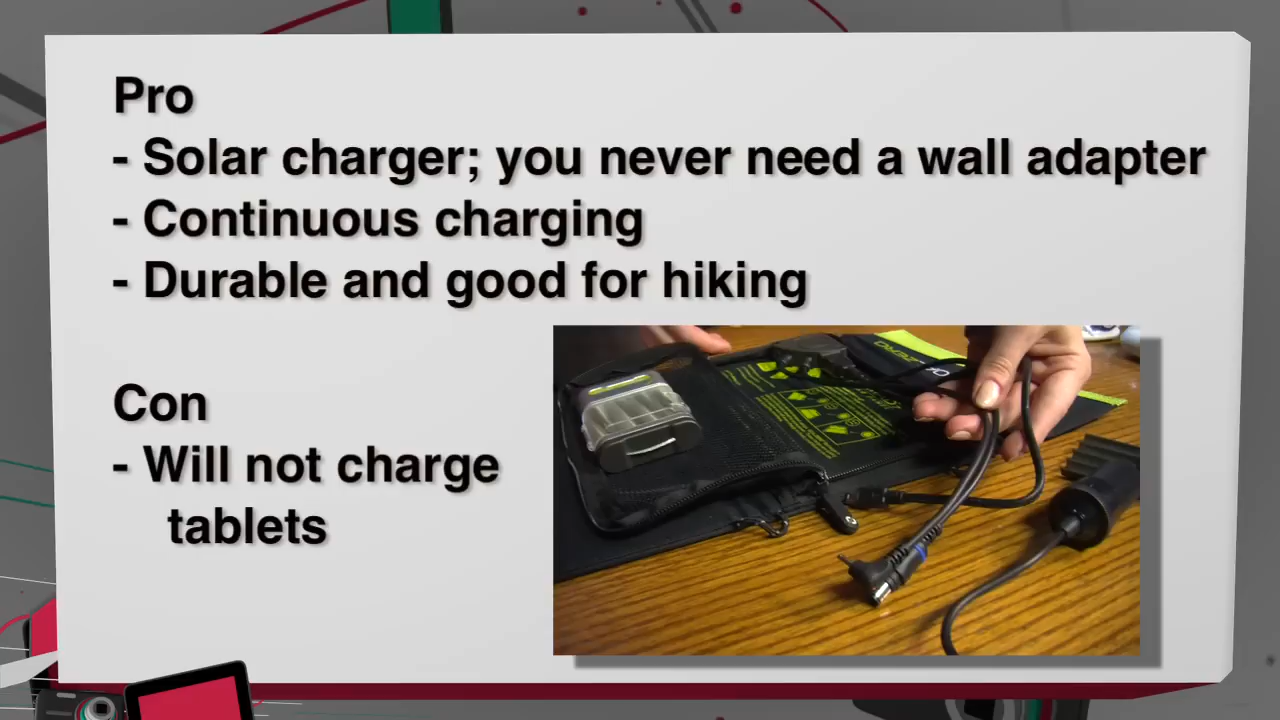 Pro
- Solar charger; you never need a wall adapter
- Continuous charging
- Durable and good for hiking
Con
- Will not charge
tablets